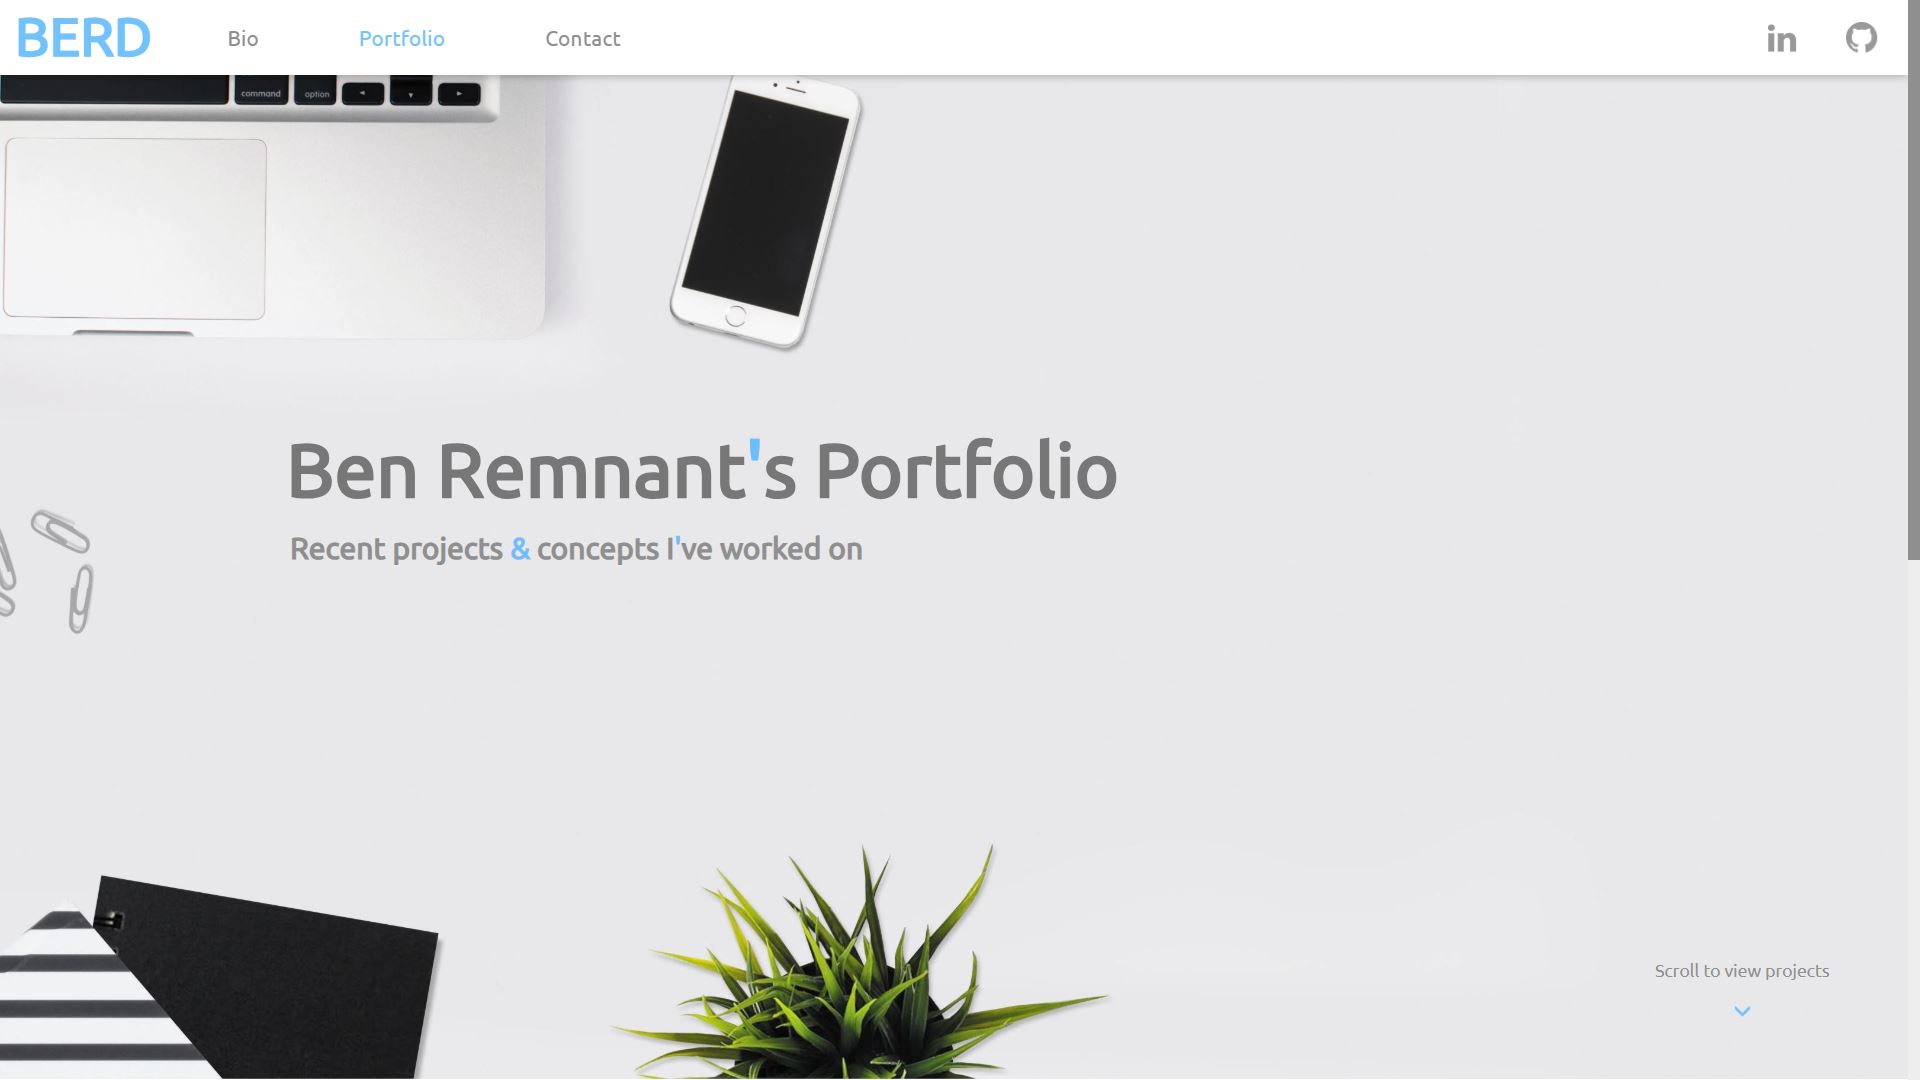 BERD
Bio
Portfolio
Contact
in
command
option
Ben Remnant's Portfolio
Recent projects & concepts I've worked on
Scroll to view projects